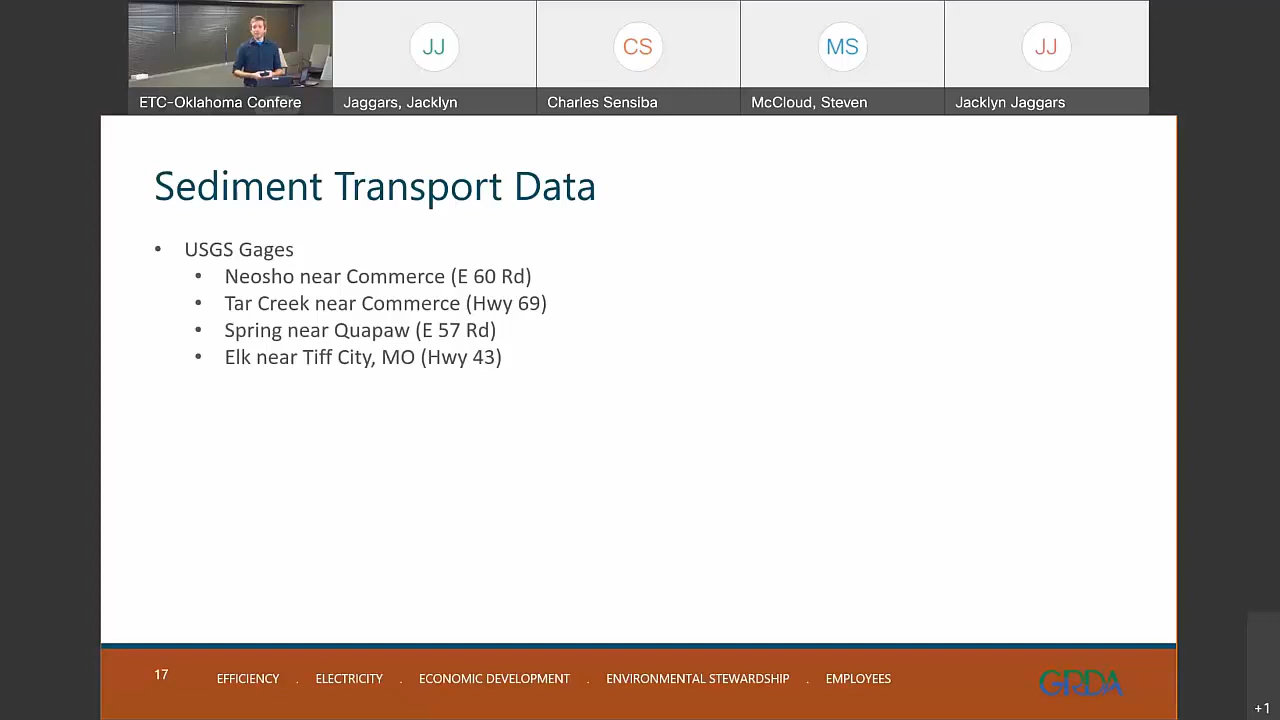 JJ
CS
MS
JJ
ETC-Oklahoma Confere
Jaggars, Jacklyn
Charles Sensiba
McCloud, Steven
Jacklyn Jaggars
Sediment Transport Data
• USGS Gages
• Neosho near Commerce (E 60 Rd)
• Tar Creek near Commerce (Hwy 69)
• Spring near Quapaw (E 57 Rd)
• Elk near Tiff City, MO (Hwy 43)
17 EFFICIENCY . ELECTRICITY . ECONOMIC DEVELOPMENT . ENVIRONMENTAL STEWARDSHIP . EMPLOYEES GRDA
+1